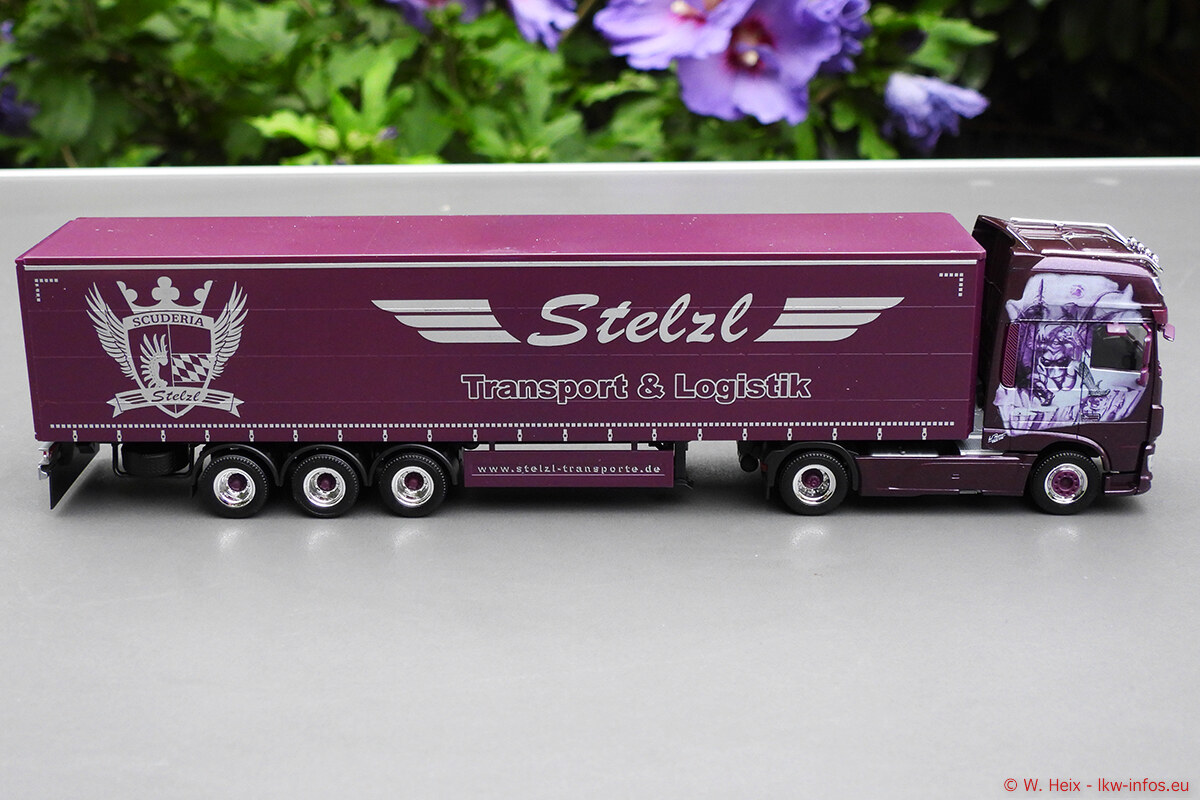 SCUDERIA
Stelzl
Stelzl
Transport & Logistik
www.stelzl-transporte.de
© W. Heix - lkw-infos.eu